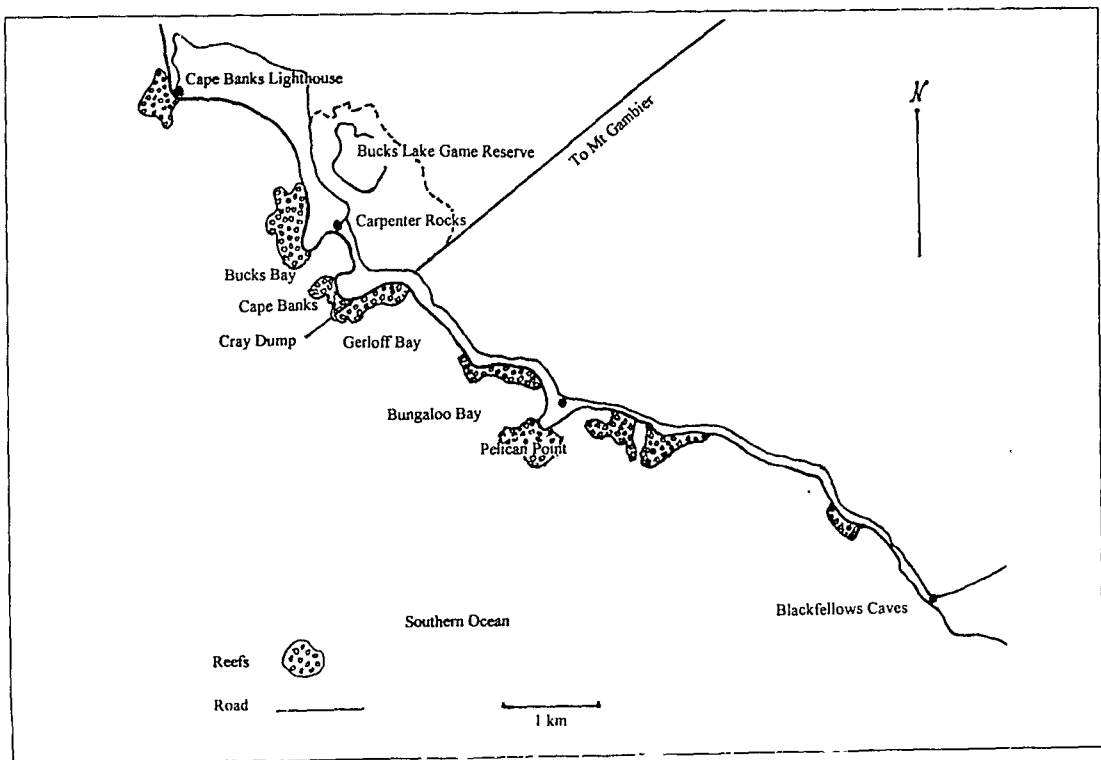 N
Cape Banks Lighthouse
To Mt Gambier
Bucks Lake Game Reserve
Carpenter Rocks
Bucks Bay
Cape Banks
Cray Dump
Gerloff Bay
Bungaloo Bay
Pelican Point
Blackfellows Caves
Southern Ocean
Reefs
Road
1 km